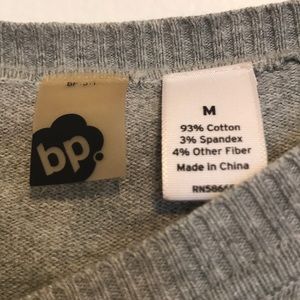 bp.
M
93% Cotton
3% Spandex
4% Other Fiber
Made in China